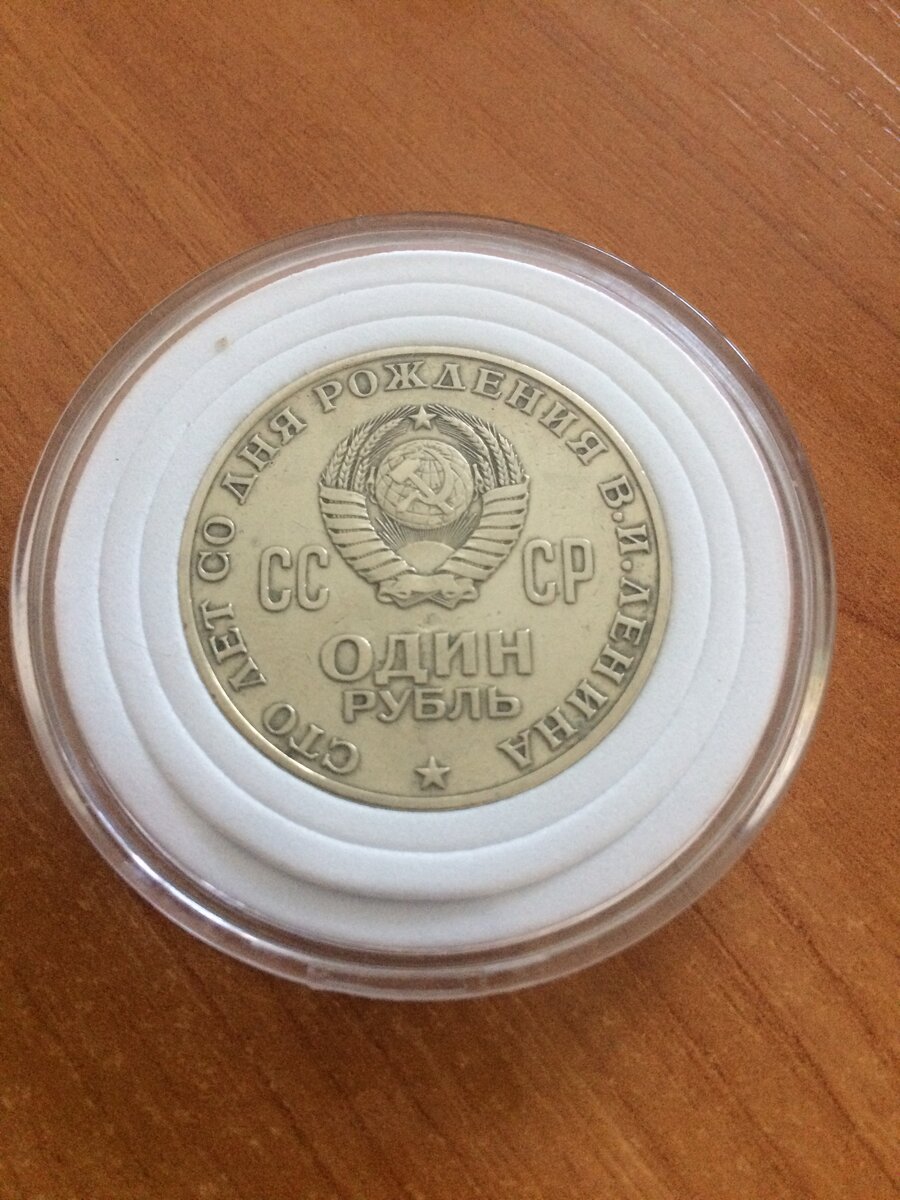 СТО ЛЕТ СО ДНЯ РОЖДЕНИЯ В.И.ЛЕНИНА
СС СР
ОДИН
РУБЛЬ